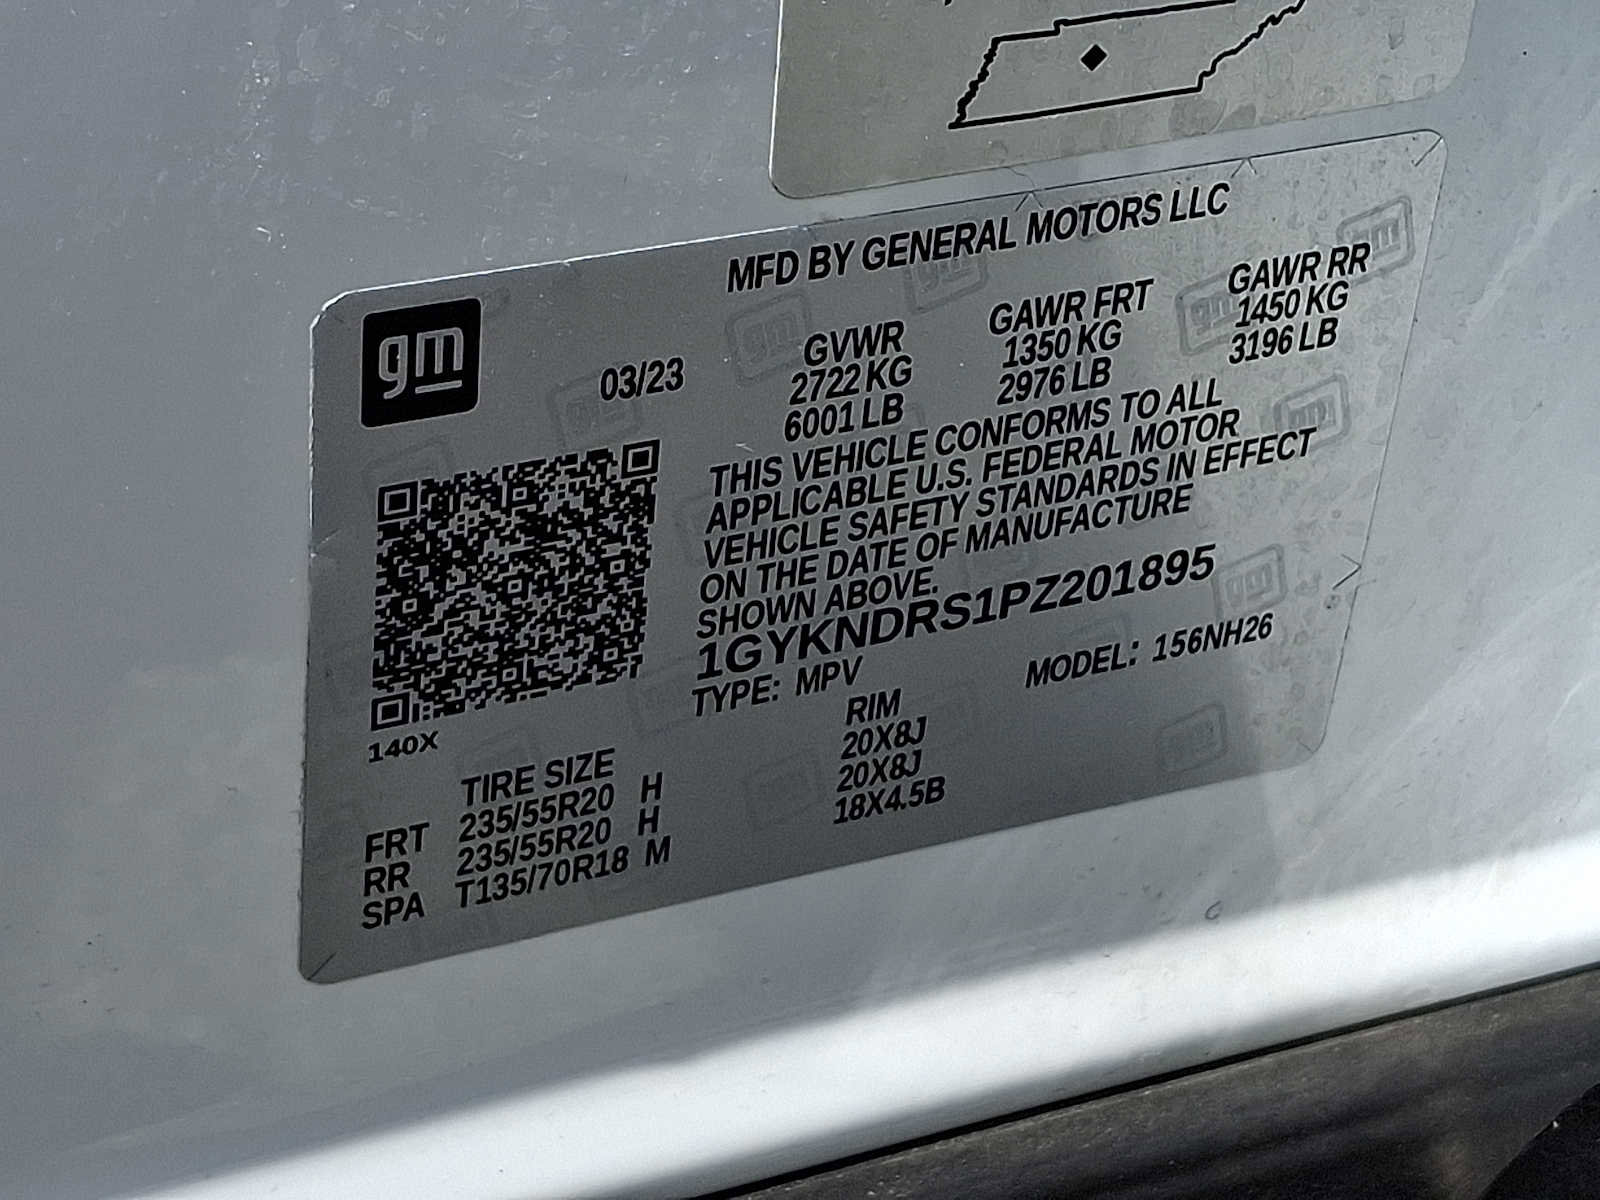 MFD BY GENERAL MOTORS LLC
gm
03/23
GVWR
2722 KG
6001 LB
GAWR FRT
1350 KG
2976 LB
GAWR RR
1450 KG
3196 LB
THIS VEHICLE CONFORMS TO ALL
APPLICABLE U.S. FEDERAL MOTOR
VEHICLE SAFETY STANDARDS IN EFFECT
ON THE DATE OF MANUFACTURE
SHOWN ABOVE.
1GYKNDRS1PZ201895
TYPE: MPV MODEL: 156NH26
140X
TIRE SIZE RIM
FRT 235/55R20 H 20X8J
RR 235/55R20 H 20X8J
SPA T135/70R18 M 18X4.5B